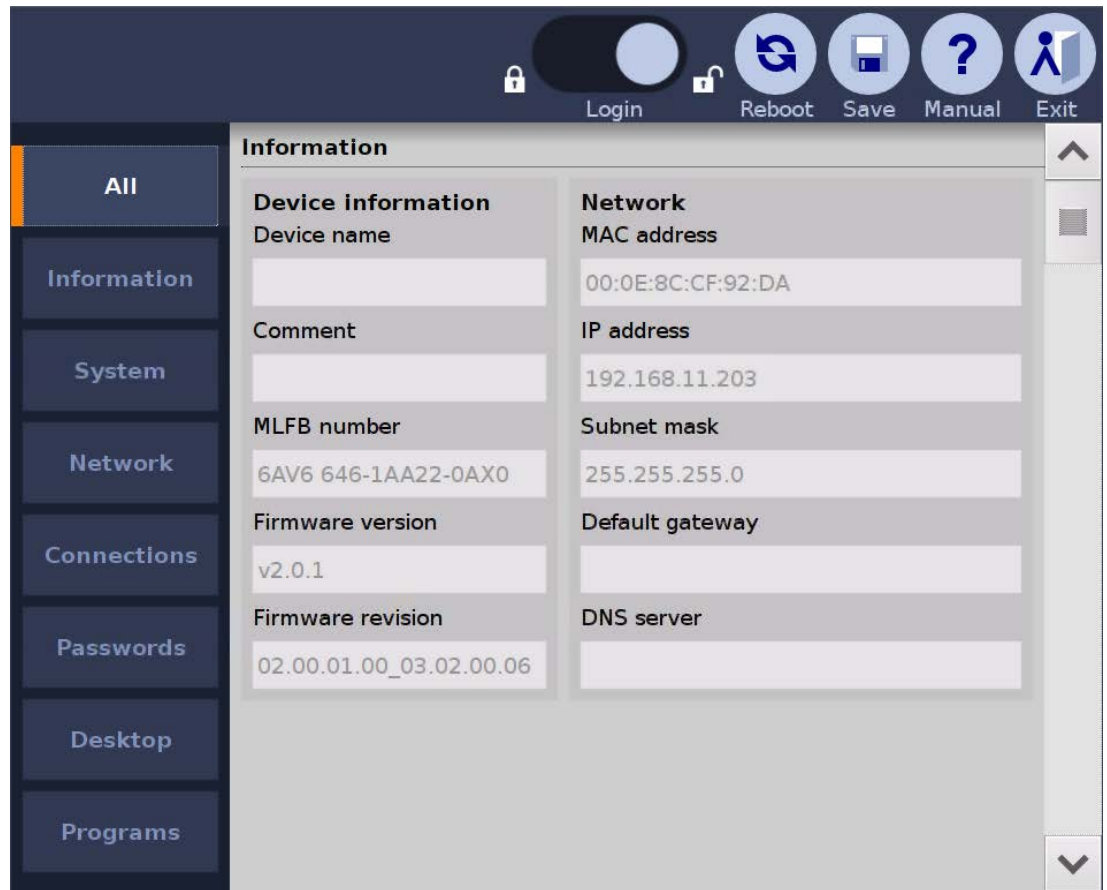 Login
Reboot
Save
?
Manual
Exit
All
Information
System
Network
Connections
Passwords
Desktop
Programs
Information
Device information
Device name
Comment
MLFB number
6AV6 646-1AA22-0AX0
Firmware version
v2.0.1
Firmware revision
02.00.01.00_03.02.00.06
Network
MAC address
00:0E:8C:CF:92:DA
IP address
192.168.11.203
Subnet mask
255.255.255.0
Default gateway
DNS server